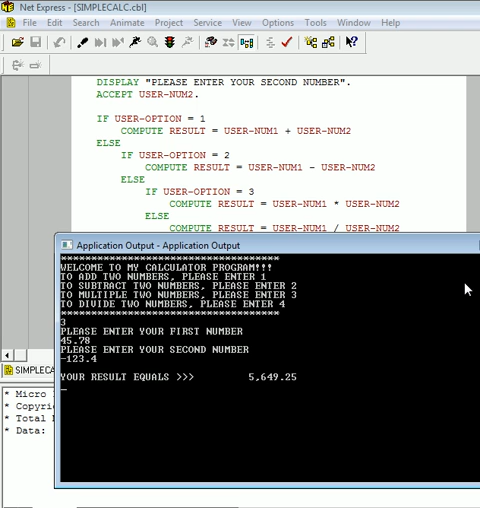 Net Express - [SIMPLECALC.cbl]
File Edit Search Animate Project Service View Options Tools Window Help
DISPLAY "PLEASE ENTER YOUR SECOND NUMBER".
ACCEPT USER-NUM2.
IF USER-OPTION = 1
COMPUTE RESULT = USER-NUM1 + USER-NUM2
ELSE
IF USER-OPTION = 2
COMPUTE RESULT = USER-NUM1 - USER-NUM2
ELSE
IF USER-OPTION = 3
COMPUTE RESULT = USER-NUM1 * USER-NUM2
ELSE
COMPUTE RESULT = USER-NUM1 / USER-NUM2
Application Output - Application Output
************************************
WELCOME TO MY CALCULATOR PROGRAM!!!
TO ADD TWO NUMBERS, PLEASE ENTER 1
TO SUBTRACT TWO NUMBERS, PLEASE ENTER 2
TO MULTIPLE TWO NUMBERS, PLEASE ENTER 3
TO DIVIDE TWO NUMBERS, PLEASE ENTER 4
************************************
3
PLEASE ENTER YOUR FIRST NUMBER
45.78
PLEASE ENTER YOUR SECOND NUMBER
-123.4
YOUR RESULT EQUALS >>> 5,649.25
SIMPLECA
* Micro
* Copyri
* Total
* Data: